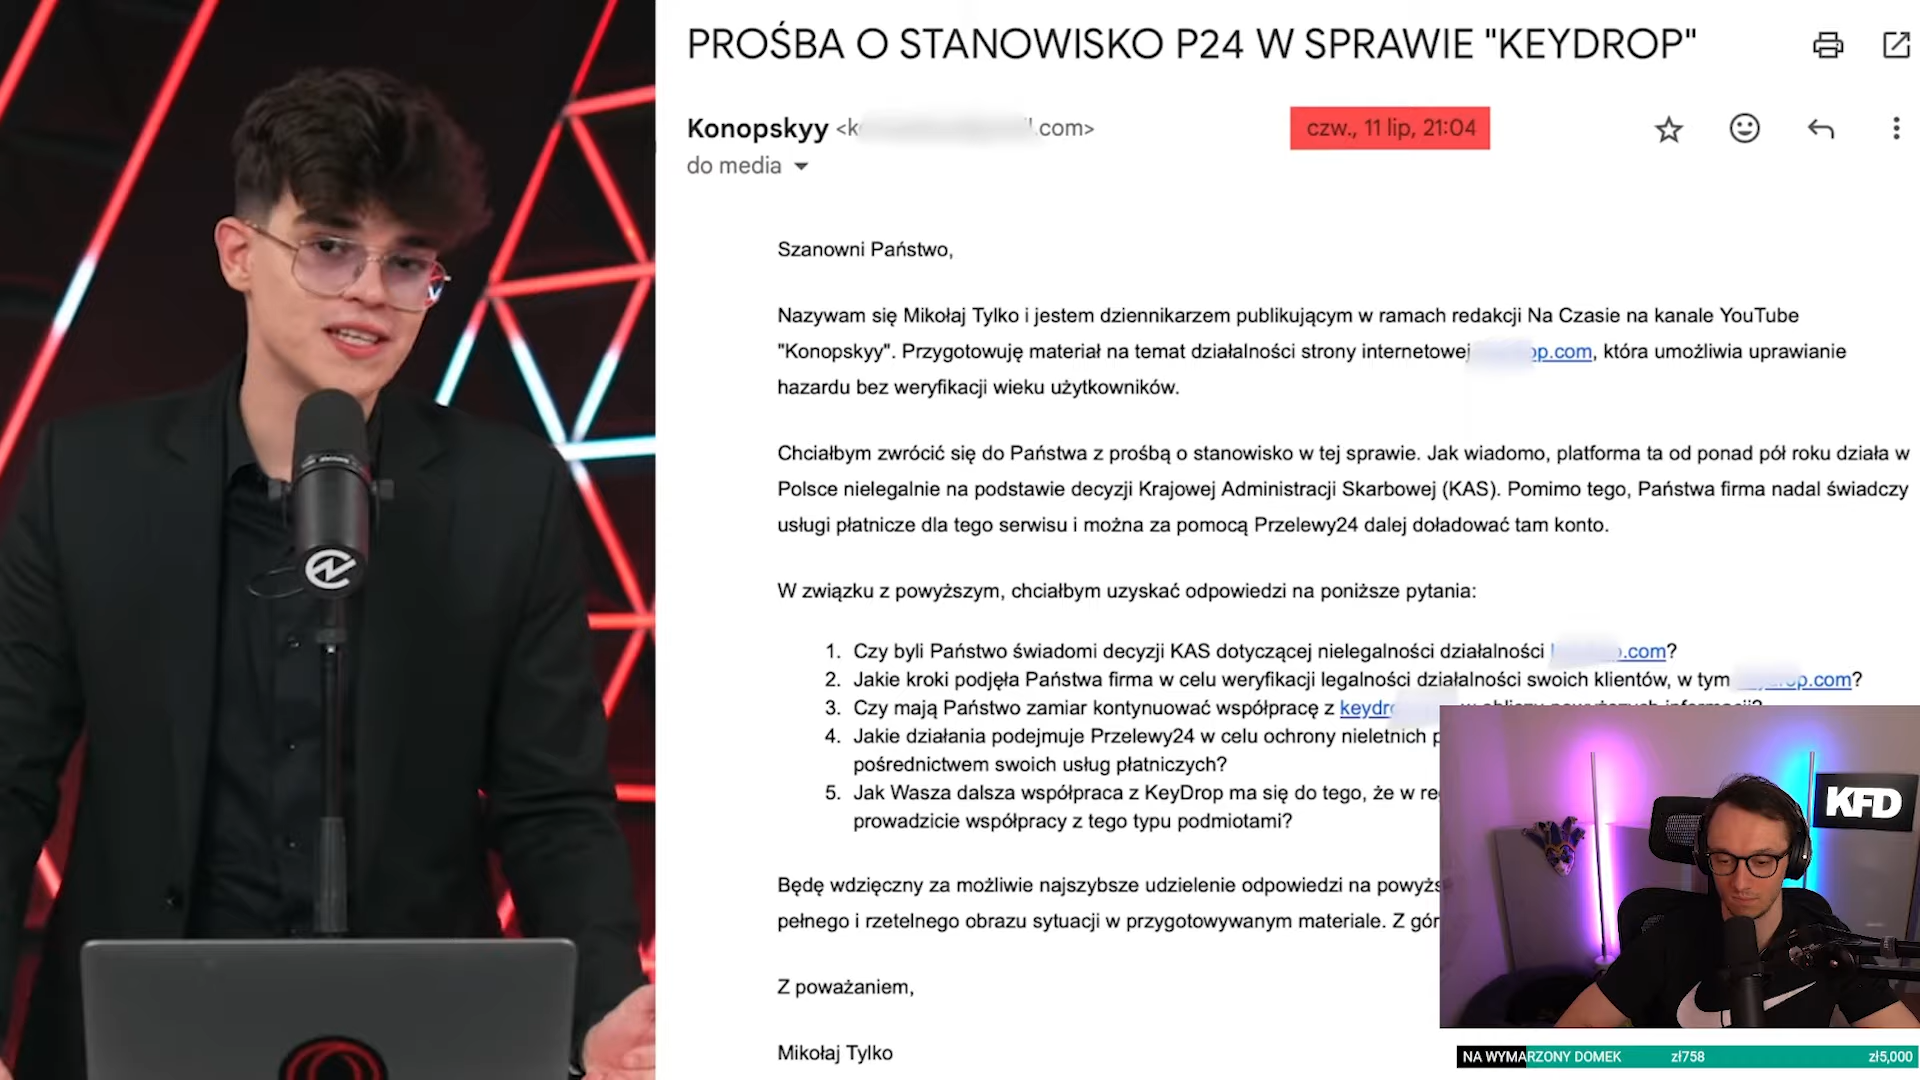 PROŚBA O STANOWISKO P24 W SPRAWIE "KEYDROP"
Konopskyy <k .com>
czw., 11 lip, 21:04
do media
Szanowni Państwo,
Nazywam się Mikołaj Tylko i jestem dziennikarzem publikującym w ramach redakcji Na Czasie na kanale YouTube
"Konopskyy". Przygotowuję materiał na temat działalności strony internetowej op.com, która umożliwia uprawianie
hazardu bez weryfikacji wieku użytkowników.
Chciałbym zwrócić się do Państwa z prośbą o stanowisko w tej sprawie. Jak wiadomo, platforma ta od ponad pół roku działa w
Polsce nielegalnie na podstawie decyzji Krajowej Administracji Skarbowej (KAS). Pomimo tego, Państwa firma nadal świadczy
usługi płatnicze dla tego serwisu i można za pomocą Przelewy24 dalej doładować tam konto.
W związku z powyższym, chciałbym uzyskać odpowiedzi na poniższe pytania:
1. Czy byli Państwo świadomi decyzji KAS dotyczącej nielegalności działalności .com?
2. Jakie kroki podjęła Państwa firma w celu weryfikacji legalności działalności swoich klientów, w tym op.com?
3. Czy mają Państwo zamiar kontynuować współpracę z keydr
4. Jakie działania podejmuje Przelewy24 w celu ochrony nieletnich p
pośrednictwem swoich usług płatniczych?
5. Jak Wasza dalsza współpraca z KeyDrop ma się do tego, że w re
prowadzicie współpracy z tego typu podmiotami?
Będę wdzięczny za możliwie najszybsze udzielenie odpowiedzi na powyżs
pełnego i rzetelnego obrazu sytuacji w przygotowywanym materiale. Z gór
Z poważaniem,
Mikołaj Tylko
KFD
NA WYMARZONY DOMEK zł758 zł5,000